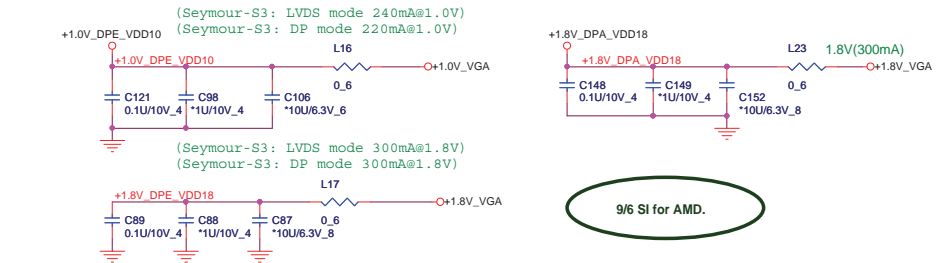 (Seymour-S3: LVDS mode 240mA@1.0V)
(Seymour-S3: DP mode 220mA@1.0V)
+1.0V_DPE_VDD10
+1.0V_DPE_VDD10
L16
0_6
+1.0V_VGA
C121
0.1U/10V_4
C98
*1U/10V_4
C106
*10U/6.3V_6
+1.8V_DPA_VDD18
+1.8V_DPA_VDD18
L23
0_6
1.8V(300mA)
+1.8V_VGA
C148
0.1U/10V_4
C149
*1U/10V_4
C152
*10U/6.3V_8
(Seymour-S3: LVDS mode 300mA@1.8V)
(Seymour-S3: DP mode 300mA@1.8V)
+1.8V_DPE_VDD18
L17
0_6
+1.8V_VGA
C89
0.1U/10V_4
C88
*1U/10V_4
C87
*10U/6.3V_8
9/6 SI for AMD.